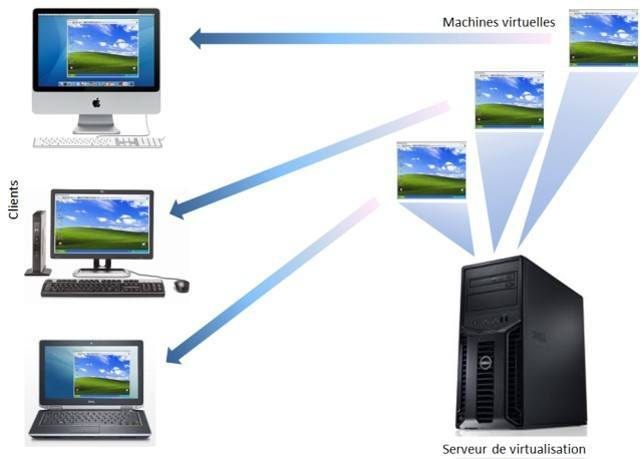 Machines virtuelles
Clients
Serveur de virtualisation